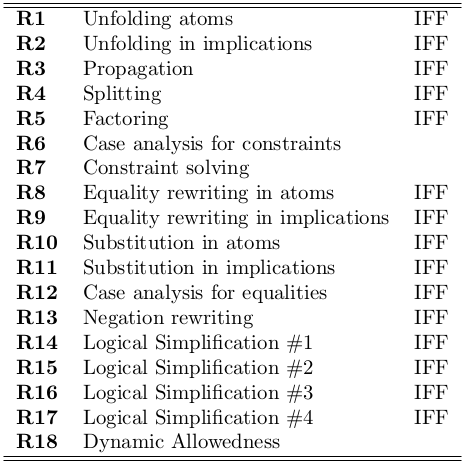 R1 Unfolding atoms IFF
R2 Unfolding in implications IFF
R3 Propagation IFF
R4 Splitting IFF
R5 Factoring IFF
R6 Case analysis for constraints
R7 Constraint solving
R8 Equality rewriting in atoms IFF
R9 Equality rewriting in implications IFF
R10 Substitution in atoms IFF
R11 Substitution in implications IFF
R12 Case analysis for equalities IFF
R13 Negation rewriting IFF
R14 Logical Simplification #1 IFF
R15 Logical Simplification #2 IFF
R16 Logical Simplification #3 IFF
R17 Logical Simplification #4 IFF
R18 Dynamic Allowedness